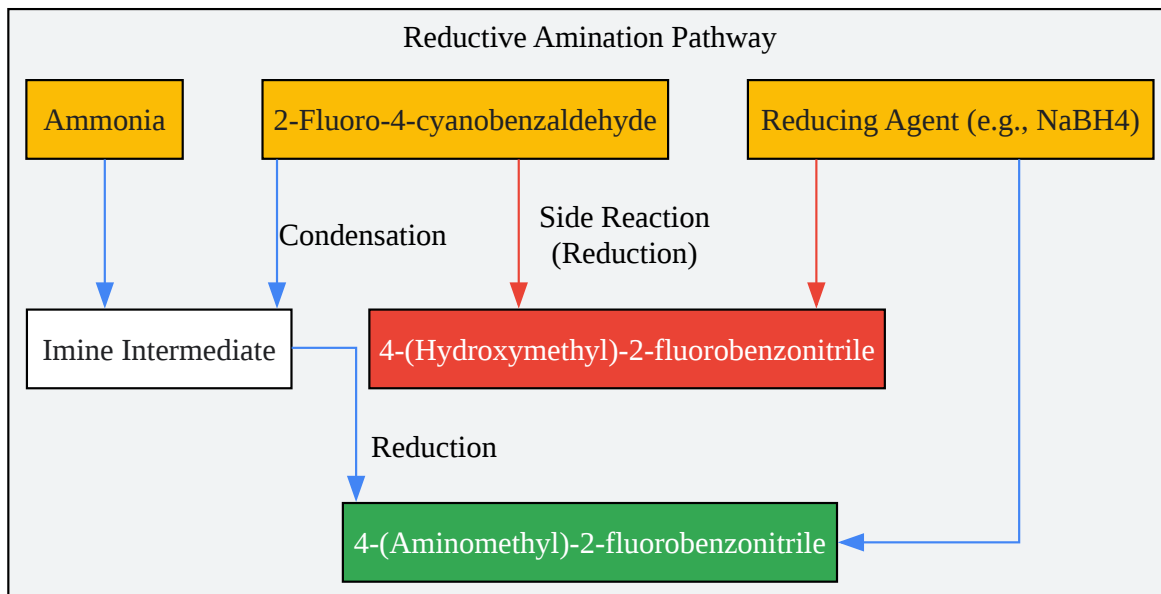 Reductive Amination Pathway
Ammonia
2-Fluoro-4-cyanobenzaldehyde
Reducing Agent (e.g., NaBH4)
Condensation
Side Reaction
(Reduction)
Imine Intermediate
4-(Hydroxymethyl)-2-fluorobenzonitrile
Reduction
4-(Aminomethyl)-2-fluorobenzonitrile